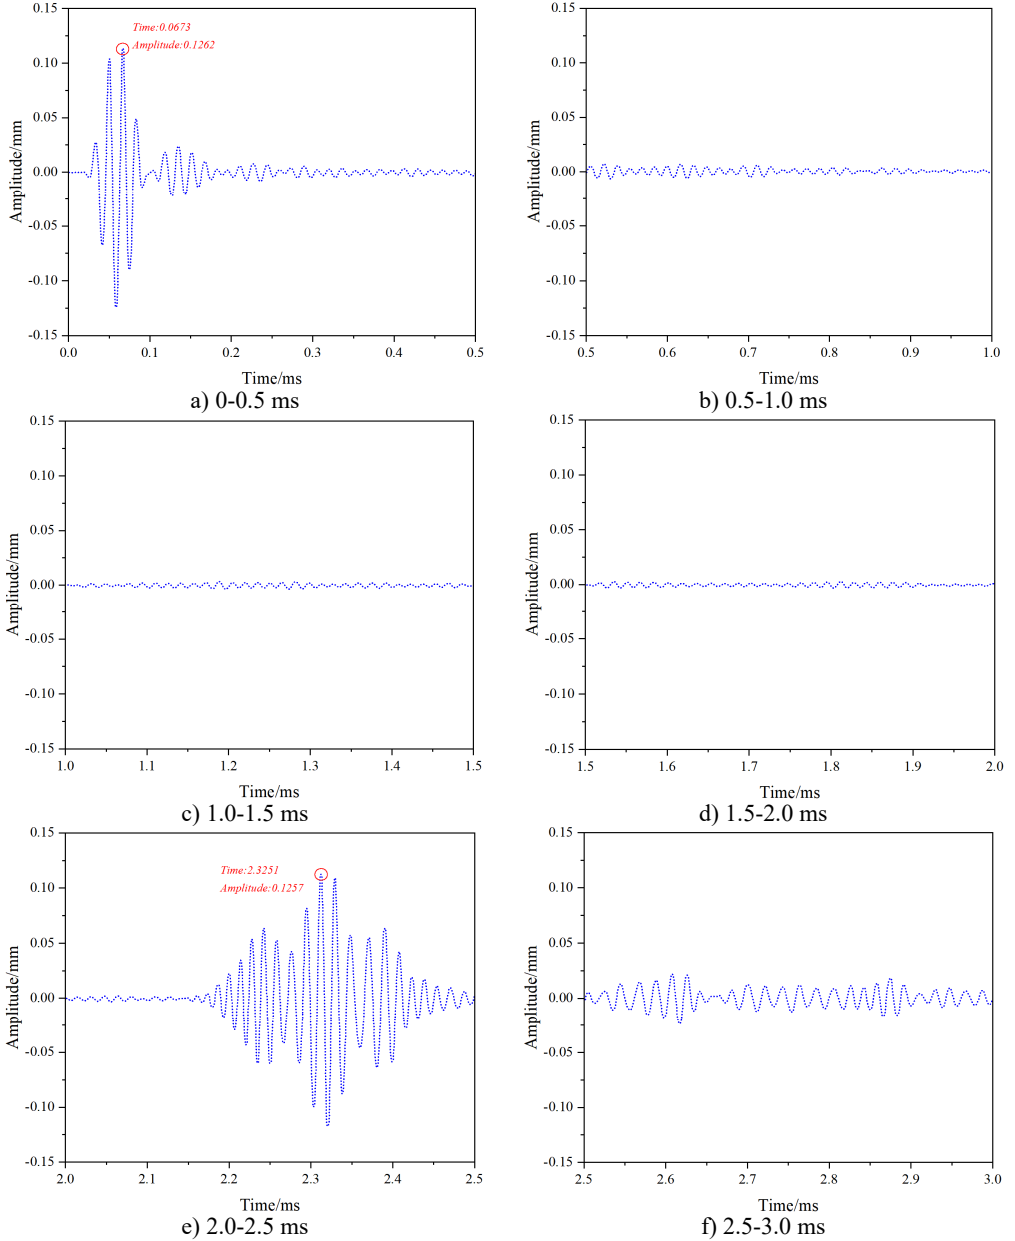 Time:0.0673
Amplitude:0.1262
0.15
0.10
0.05
0.00
-0.05
-0.10
-0.15
Amplitude/mm
0.0 0.1 0.2 0.3 0.4 0.5
Time/ms
a) 0-0.5 ms
0.15
0.10
0.05
0.00
-0.05
-0.10
-0.15
Amplitude/mm
0.5 0.6 0.7 0.8 0.9 1.0
Time/ms
b) 0.5-1.0 ms
0.15
0.10
0.05
0.00
-0.05
-0.10
-0.15
Amplitude/mm
1.0 1.1 1.2 1.3 1.4 1.5
Time/ms
c) 1.0-1.5 ms
0.15
0.10
0.05
0.00
-0.05
-0.10
-0.15
Amplitude/mm
1.5 1.6 1.7 1.8 1.9 2.0
Time/ms
d) 1.5-2.0 ms
Time:2.3251
Amplitude:0.1257
0.15
0.10
0.05
0.00
-0.05
-0.10
-0.15
Amplitude/mm
2.0 2.1 2.2 2.3 2.4 2.5
Time/ms
e) 2.0-2.5 ms
0.15
0.10
0.05
0.00
-0.05
-0.10
-0.15
Amplitude/mm
2.5 2.6 2.7 2.8 2.9 3.0
Time/ms
f) 2.5-3.0 ms